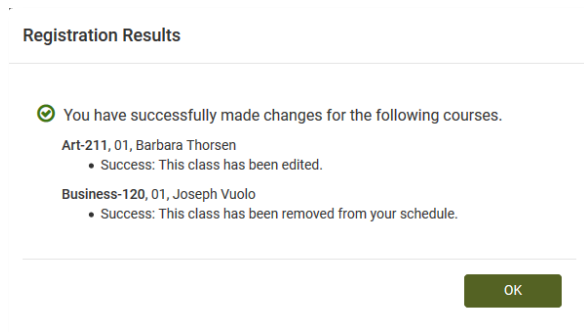 Registration Results
You have successfully made changes for the following courses.
Art-211, 01, Barbara Thorsen
• Success: This class has been edited.
Business-120, 01, Joseph Vuolo
• Success: This class has been removed from your schedule.
OK